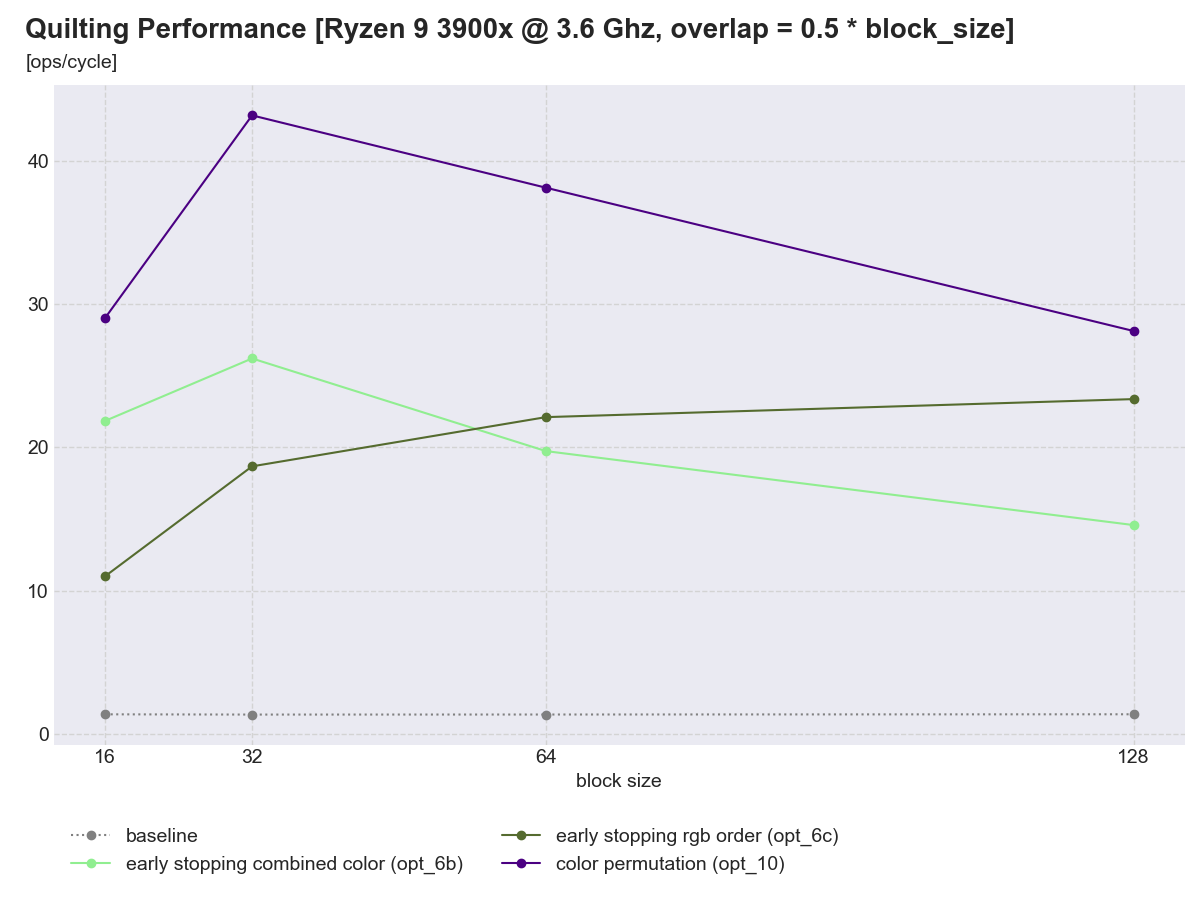 Quilting Performance [Ryzen 9 3900x @ 3.6 Ghz, overlap = 0.5 * block_size]
[ops/cycle]
40
30
20
10
0
16 32 64 128
block size
baseline
early stopping combined color (opt_6b)
early stopping rgb order (opt_6c)
color permutation (opt_10)